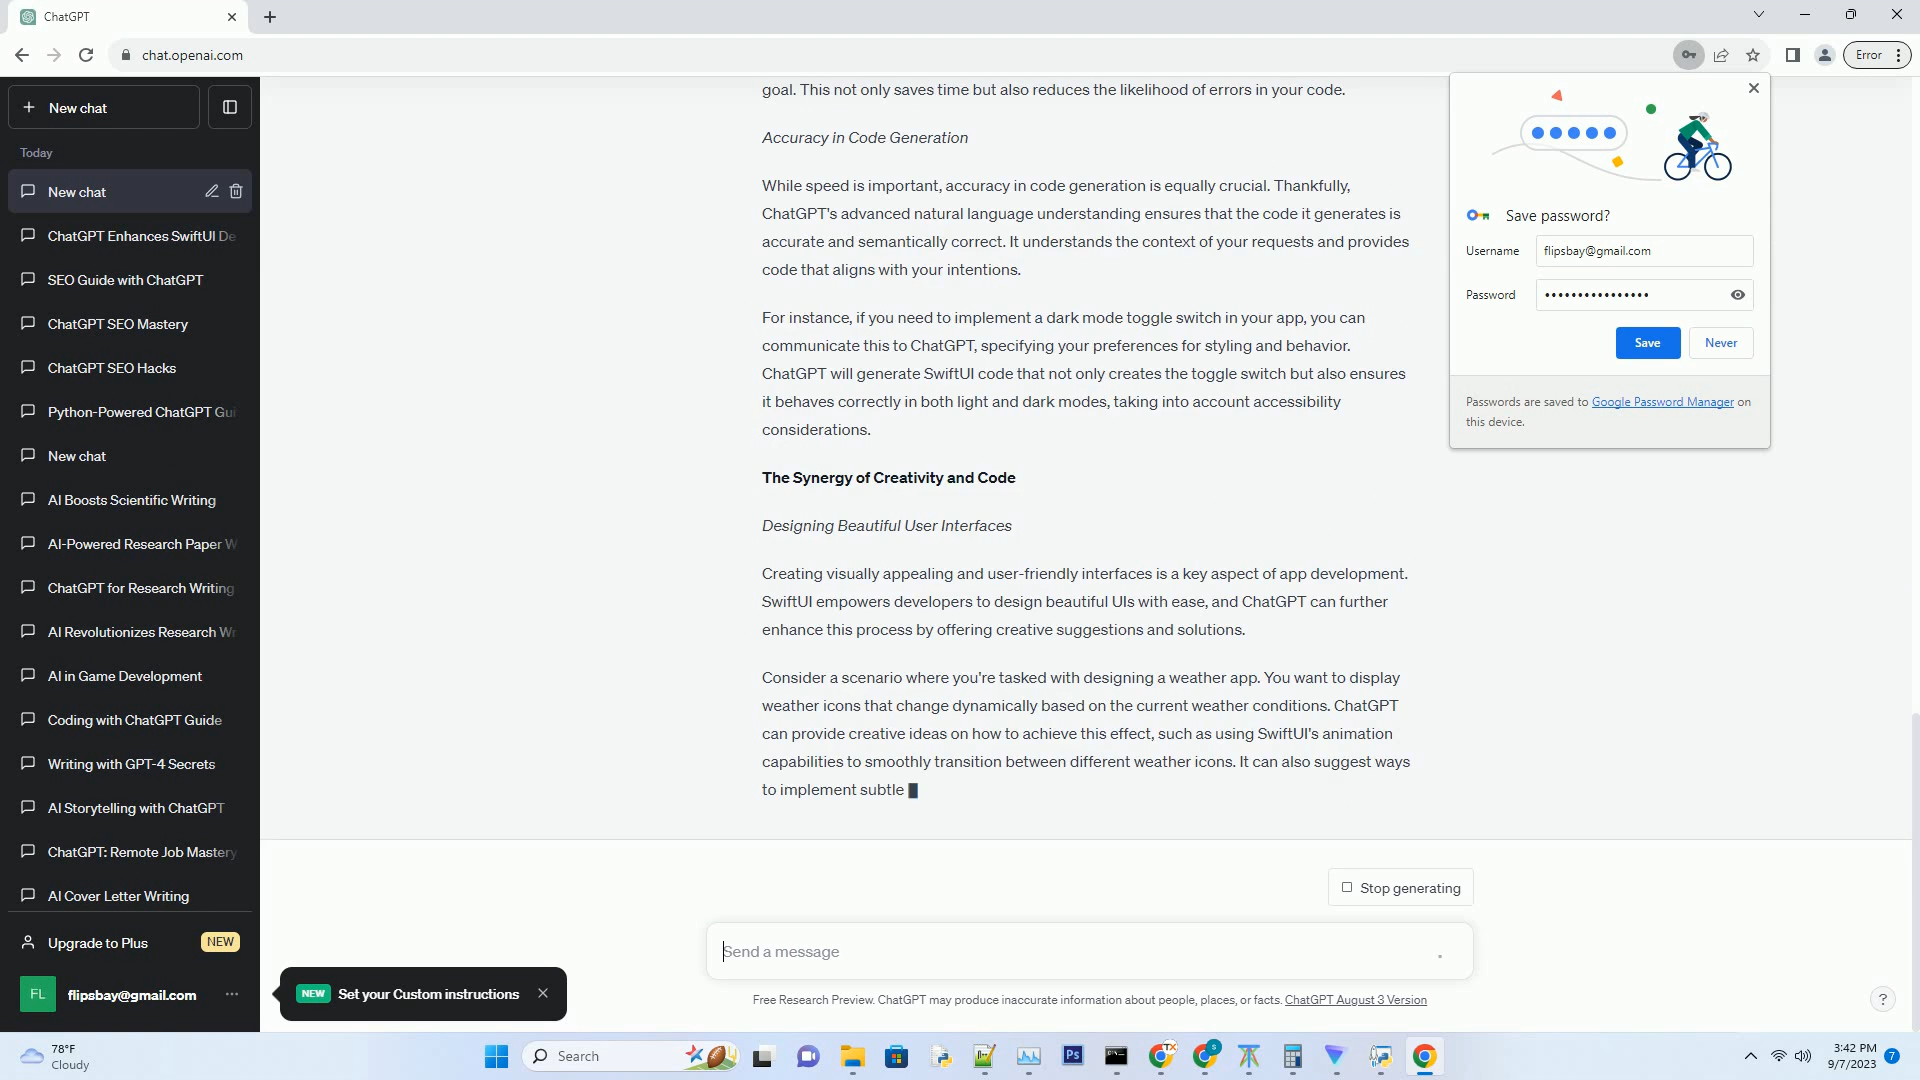 ChatGPT
chat.openai.com
Error
New chat
Today
New chat
ChatGPT Enhances SwiftUI De
SEO Guide with ChatGPT
ChatGPT SEO Mastery
ChatGPT SEO Hacks
Python-Powered ChatGPT Gui
New chat
AI Boosts Scientific Writing
AI-Powered Research Paper W
ChatGPT for Research Writing
AI Revolutionizes Research Wr
AI in Game Development
Coding with ChatGPT Guide
Writing with GPT-4 Secrets
AI Storytelling with ChatGPT
ChatGPT: Remote Job Mastery
AI Cover Letter Writing
Upgrade to Plus NEW
FL flipsbay@gmail.com
goal. This not only saves time but also reduces the likelihood of errors in your code.
Accuracy in Code Generation
While speed is important, accuracy in code generation is equally crucial. Thankfully,
ChatGPT's advanced natural language understanding ensures that the code it generates is
accurate and semantically correct. It understands the context of your requests and provides
code that aligns with your intentions.
For instance, if you need to implement a dark mode toggle switch in your app, you can
communicate this to ChatGPT, specifying your preferences for styling and behavior.
ChatGPT will generate SwiftUI code that not only creates the toggle switch but also ensures
it behaves correctly in both light and dark modes, taking into account accessibility
considerations.
The Synergy of Creativity and Code
Designing Beautiful User Interfaces
Creating visually appealing and user-friendly interfaces is a key aspect of app development.
SwiftUI empowers developers to design beautiful UIs with ease, and ChatGPT can further
enhance this process by offering creative suggestions and solutions.
Consider a scenario where you're tasked with designing a weather app. You want to display
weather icons that change dynamically based on the current weather conditions. ChatGPT
can provide creative ideas on how to achieve this effect, such as using SwiftUI's animation
capabilities to smoothly transition between different weather icons. It can also suggest ways
to implement subtle
Save password?
Username flipsbay@gmail.com
Password ••••••••••••••••
Save Never
Passwords are saved to Google Password Manager on
this device.
Stop generating
Send a message
NEW Set your Custom instructions
Free Research Preview. ChatGPT may produce inaccurate information about people, places, or facts. ChatGPT August 3 Version
?
78°F
Cloudy
Search
Ps
TX
S
3:42 PM
9/7/2023
7